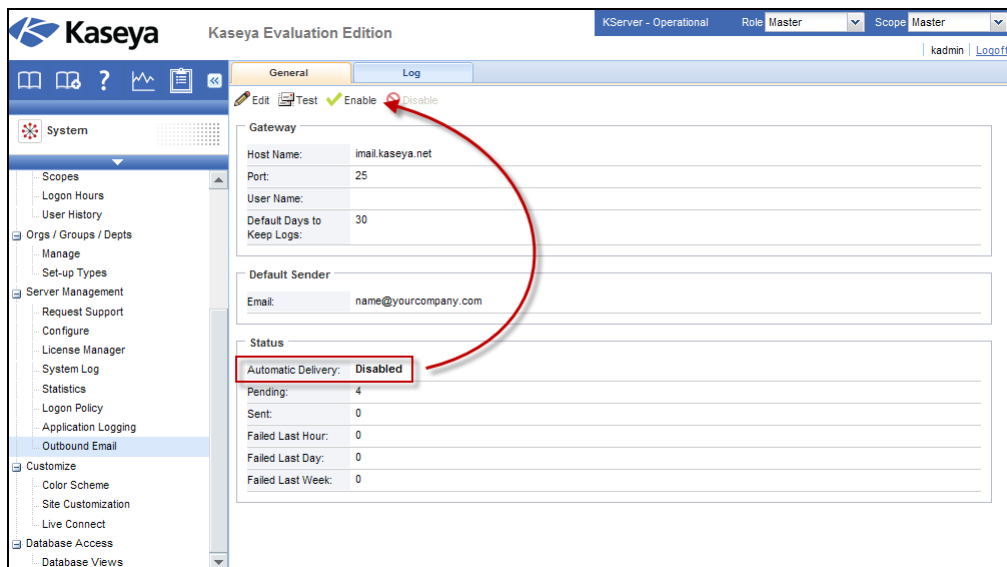 Kaseya
Kaseya Evaluation Edition
KServer - Operational Role Master Scope Master
kadmin Logoff
General Log
Edit Test Enable Disable
System
Scopes
Logon Hours
User History
Orgs / Groups / Depts
Manage
Set-up Types
Server Management
Request Support
Configure
License Manager
System Log
Statistics
Logon Policy
Application Logging
Outbound Email
Customize
Color Scheme
Site Customization
Live Connect
Database Access
Database Views
Gateway
Host Name: imail.kaseya.net
Port: 25
User Name:
Default Days to 30
Keep Logs:
Default Sender
Email: name@yourcompany.com
Status
Automatic Delivery: Disabled
Pending: 4
Sent: 0
Failed Last Hour: 0
Failed Last Day: 0
Failed Last Week: 0